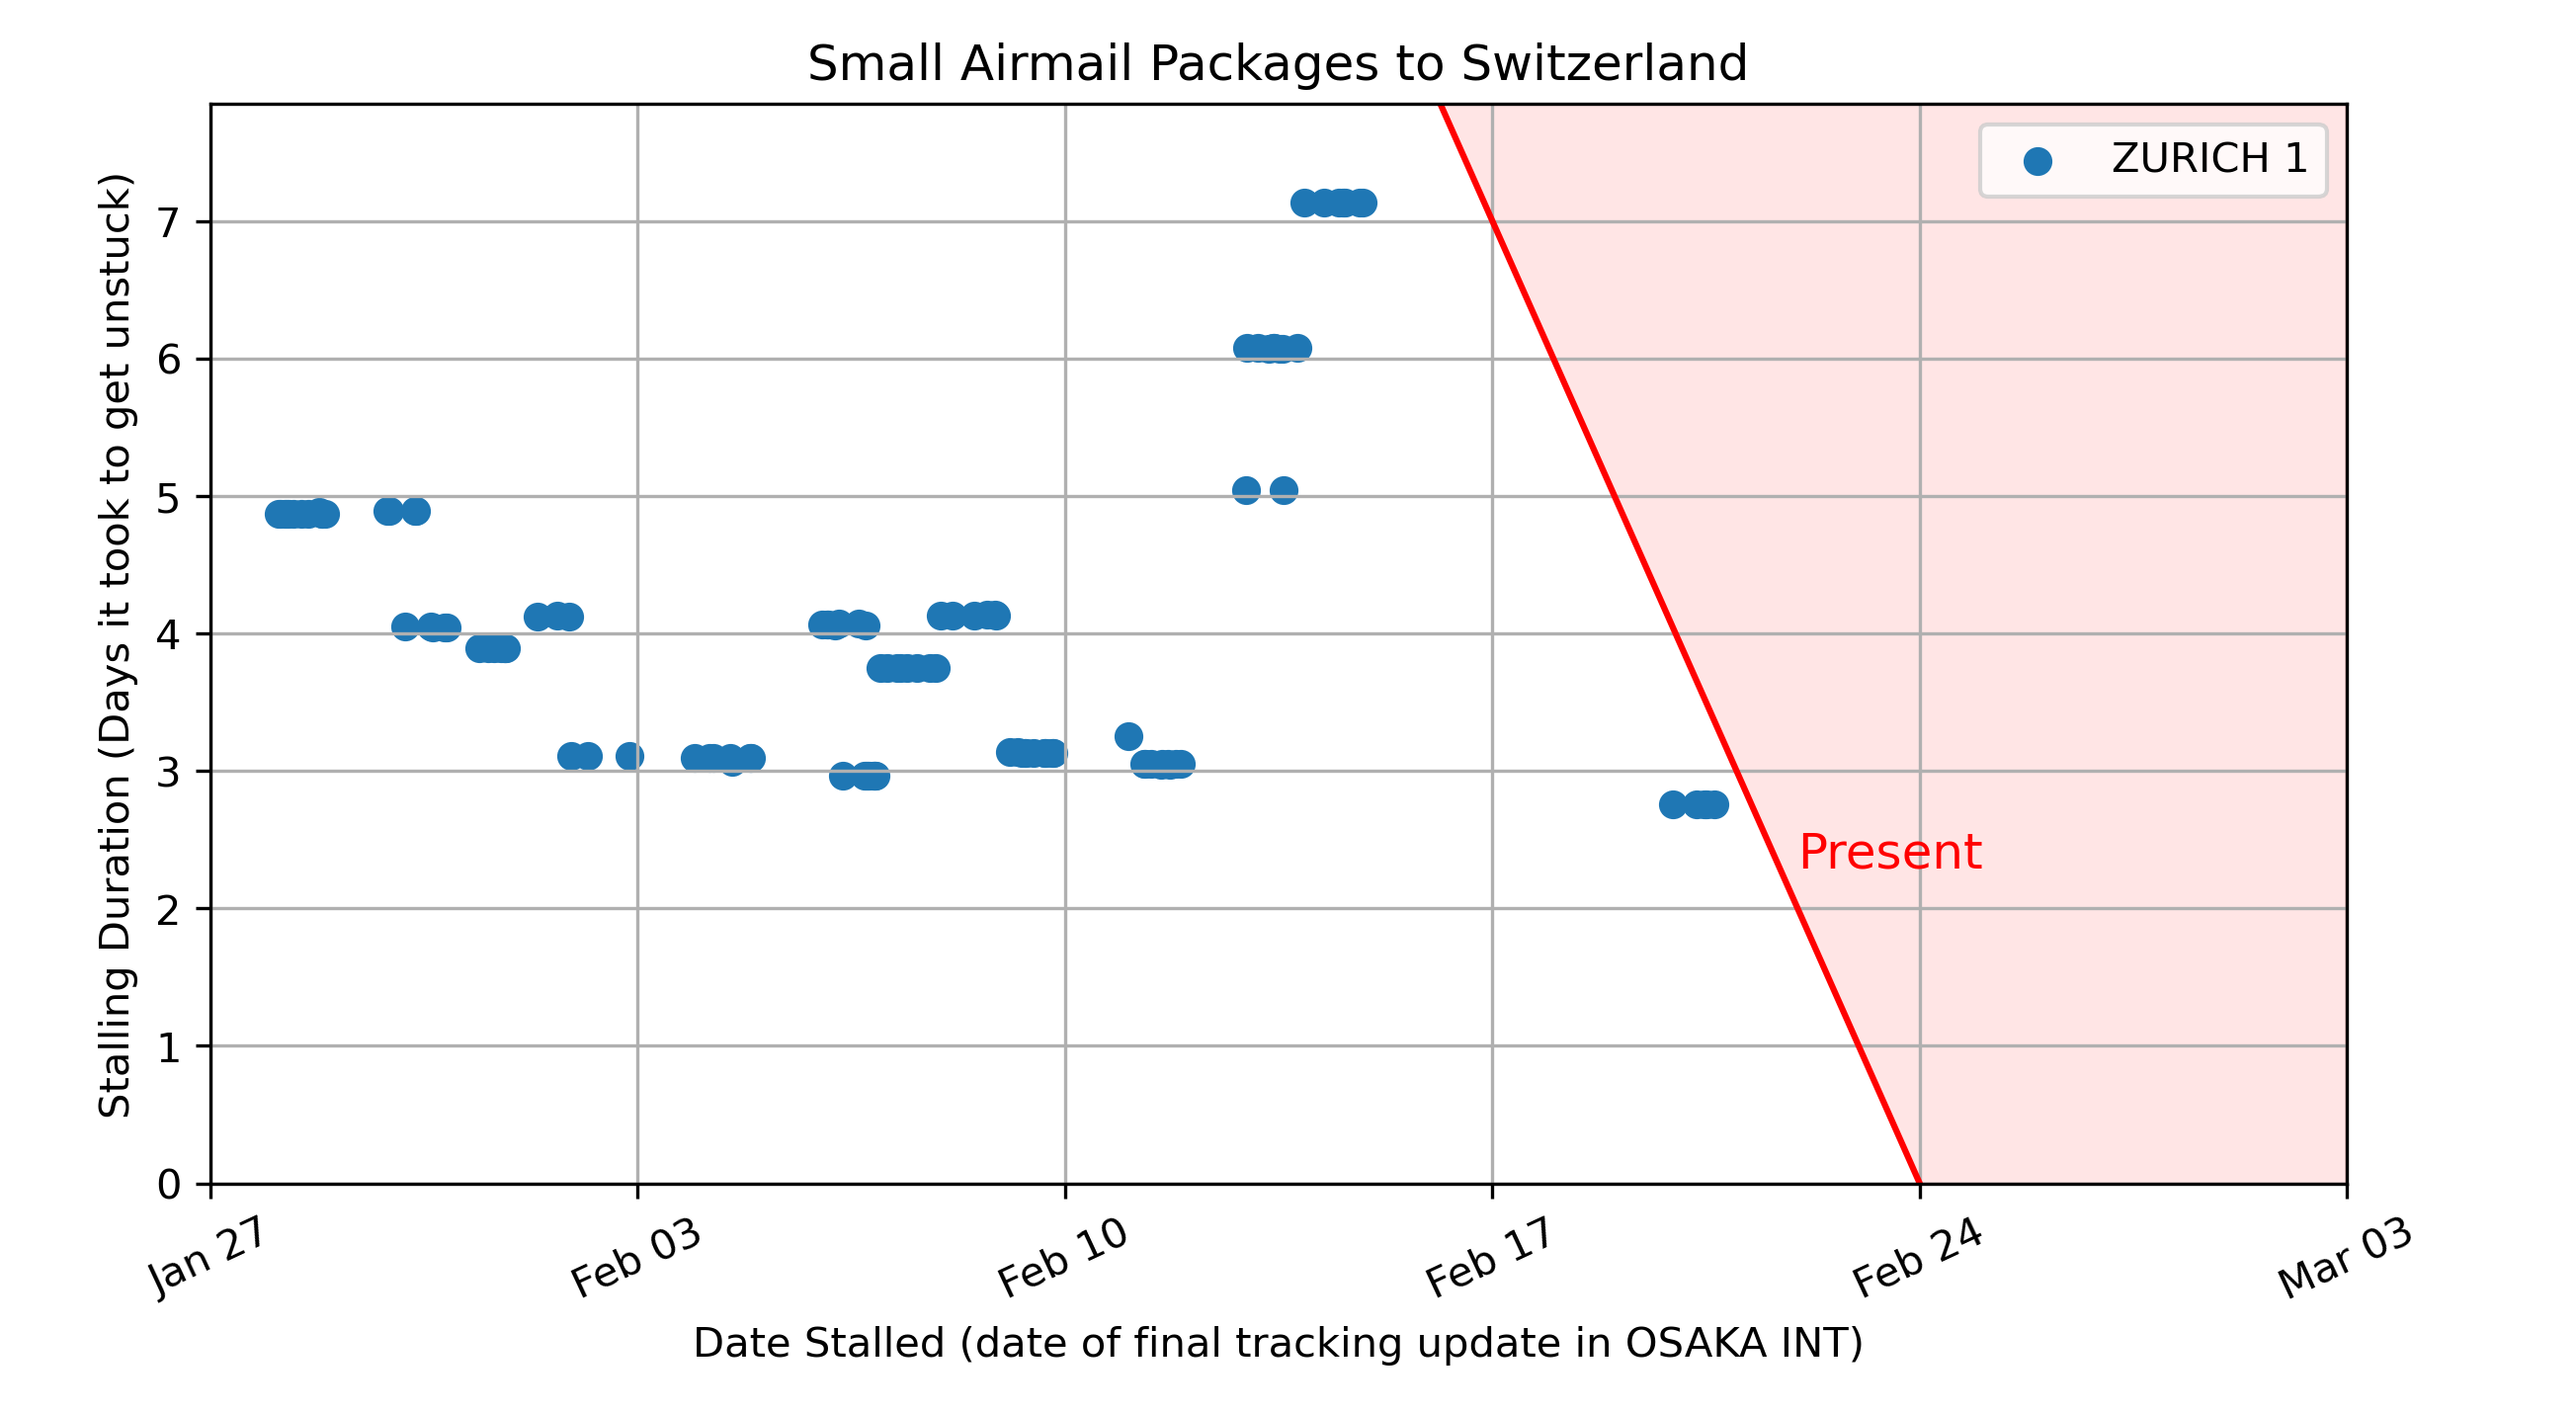 Small Airmail Packages to Switzerland
ZURICH 1
Stalling Duration (Days it took to get unstuck)
7
6
5
4
3
2
1
0
Present
Jan 27
Feb 03
Feb 10
Feb 17
Feb 24
Mar 03
Date Stalled (date of final tracking update in OSAKA INT)